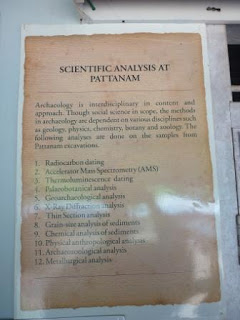 SCIENTIFIC ANALYSIS AT
PATTANAM
Archaeology is interdisciplinary in content and
approach. Though social science in scope, the methods
in archaeology are dependent on various disciplines such
as geology, physics, chemistry, botany and zoology. The
following analyses are done on the samples from
Pattanam excavations.
1. Radiocarbon dating
2. Accelerator Mass Spectrometry (AMS)
3. Thermoluminescence dating
4. Palaeobotanical analysis
5. Geoarchaeological analysis
6. X-Ray Diffraction analysis
7. Thin Section analysis
8. Grain-size analysis of sediments
9. Chemical analysis of sediments
10. Physical anthropological analysis
11. Archaeozoological analysis
12. Metallurgical analysis